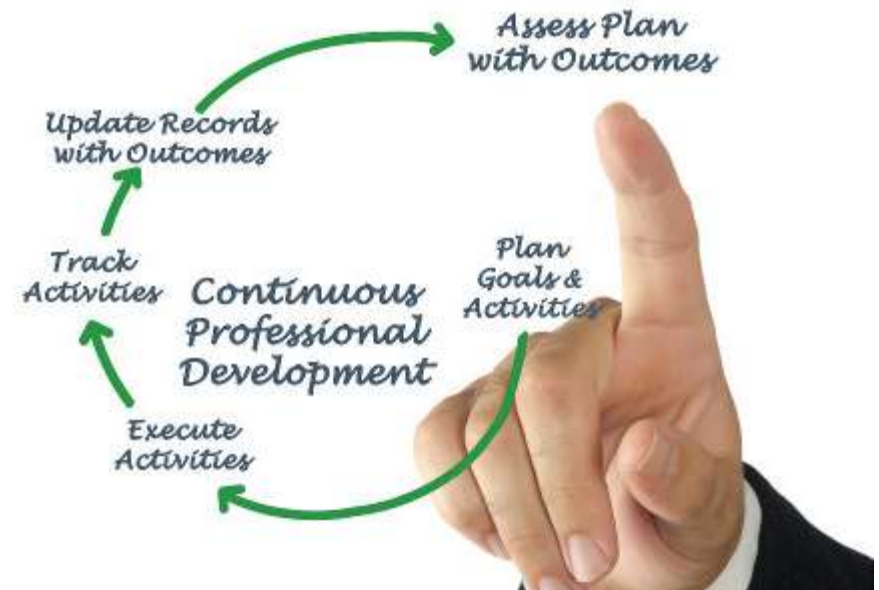 Assess Plan
with Outcomes
Update Records
with Outcomes
Track
Activities
Plan
Goals &
Activities
Continuous
Professional
Development
Execute
Activities